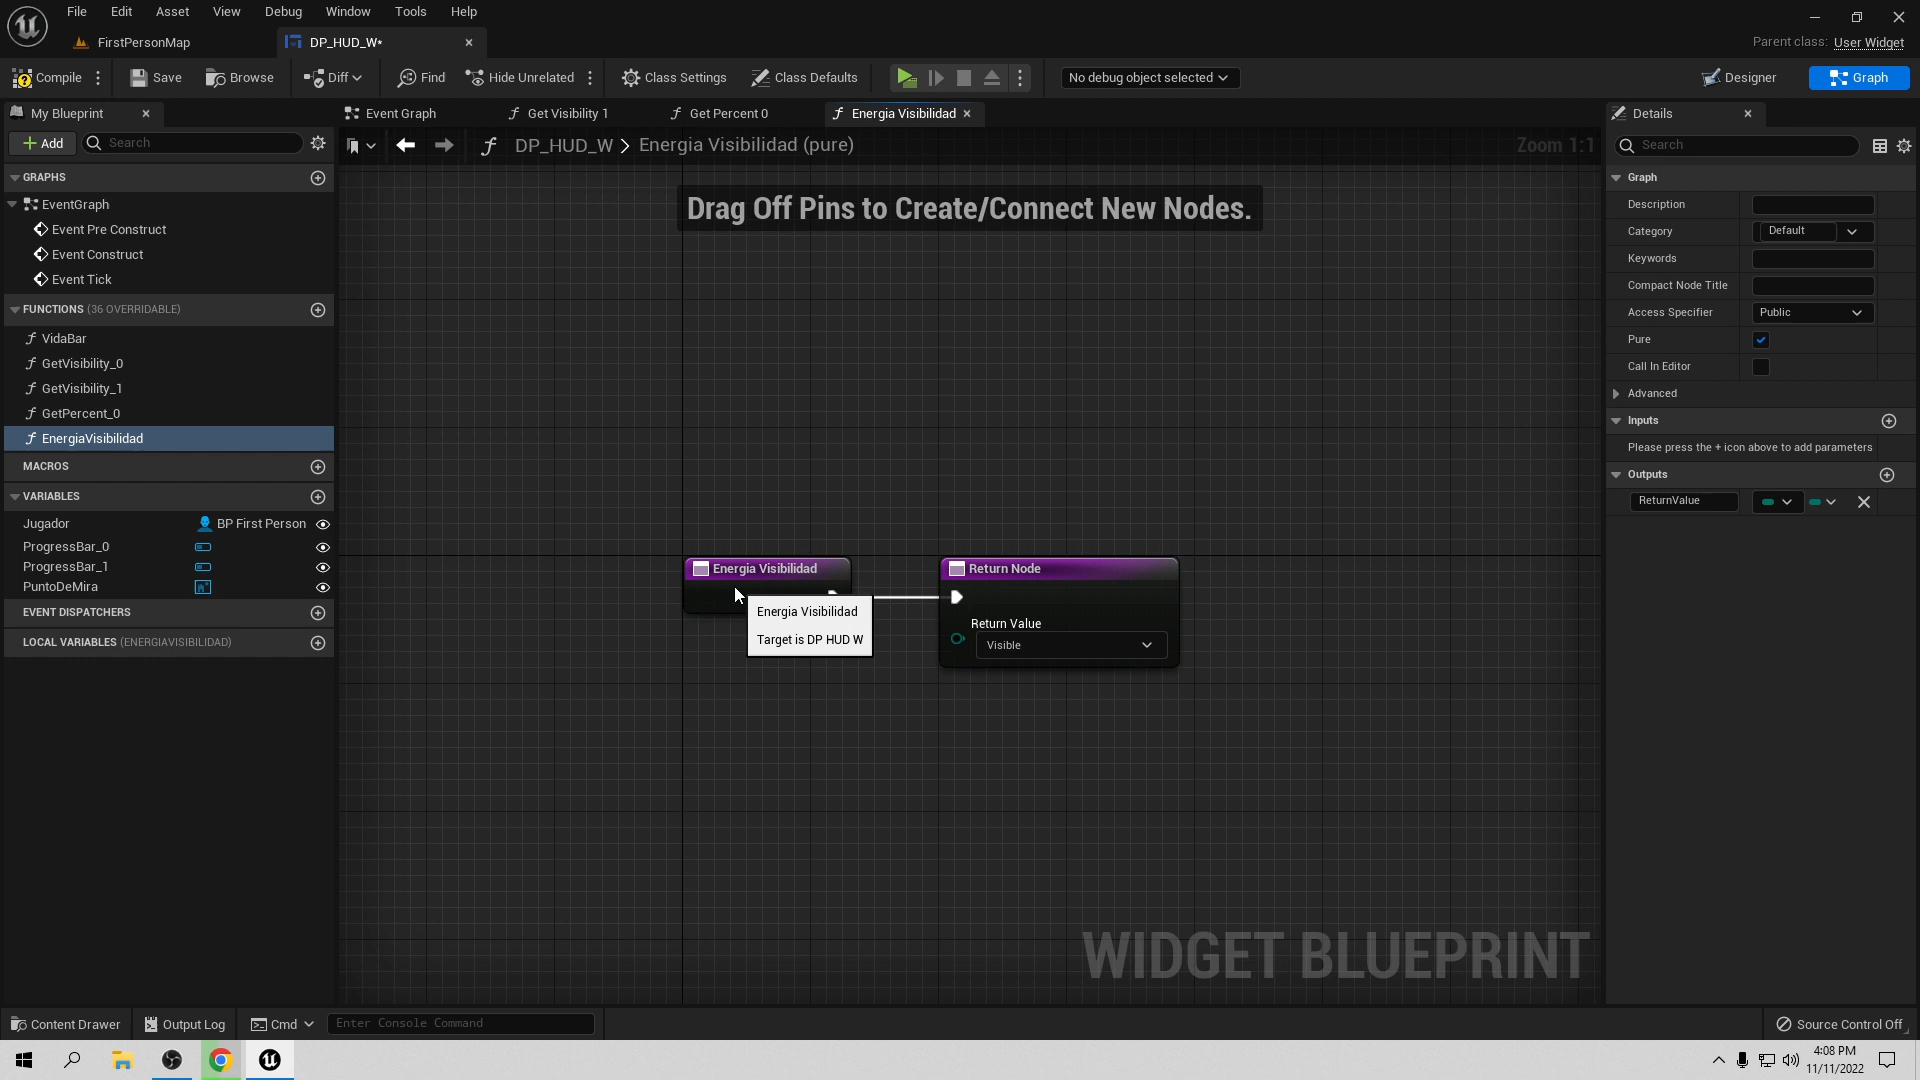 File Edit Asset View Debug Window Tools Help
FirstPersonMap
DP_HUD_W*
Parent class: User Widget
Compile
Save
Browse
Diff
Find
Hide Unrelated
Class Settings
Class Defaults
No debug object selected
Designer
Graph
My Blueprint
Event Graph
Get Visibility 1
Get Percent 0
Energia Visibilidad
Details
Add
Search
DP_HUD_W > Energia Visibilidad (pure)
Zoom 1:1
Search
GRAPHS
EventGraph
Event Pre Construct
Event Construct
Event Tick
FUNCTIONS (36 OVERRIDABLE)
VidaBar
GetVisibility_0
GetVisibility_1
GetPercent_0
EnergiaVisibilidad
MACROS
VARIABLES
Jugador BP First Person
ProgressBar_0
ProgressBar_1
PuntoDeMira
EVENT DISPATCHERS
LOCAL VARIABLES (ENERGIAVISIBILIDAD)
Drag Off Pins to Create/Connect New Nodes.
Energia Visibilidad
Energia Visibilidad
Target is DP HUD W
Return Node
Return Value
Visible
WIDGET BLUEPRINT
Graph
Description
Category Default
Keywords
Compact Node Title
Access Specifier Public
Pure
Call In Editor
Advanced
Inputs
Please press the + icon above to add parameters
Outputs
ReturnValue
Content Drawer
Output Log
Cmd
Enter Console Command
Source Control Off
4:08 PM
11/11/2022